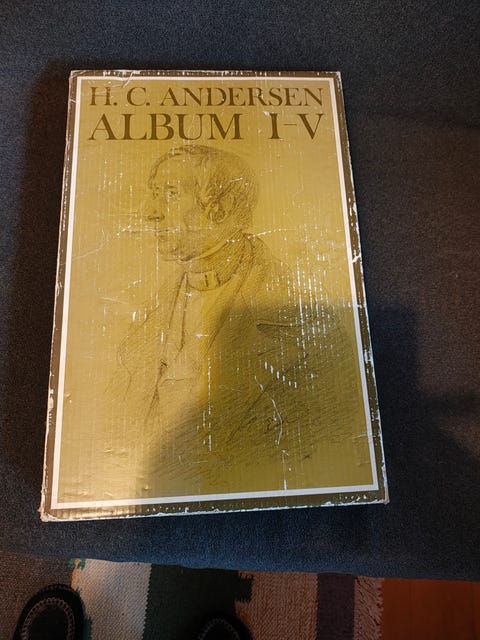 H. C. ANDERSEN
ALBUM I-V